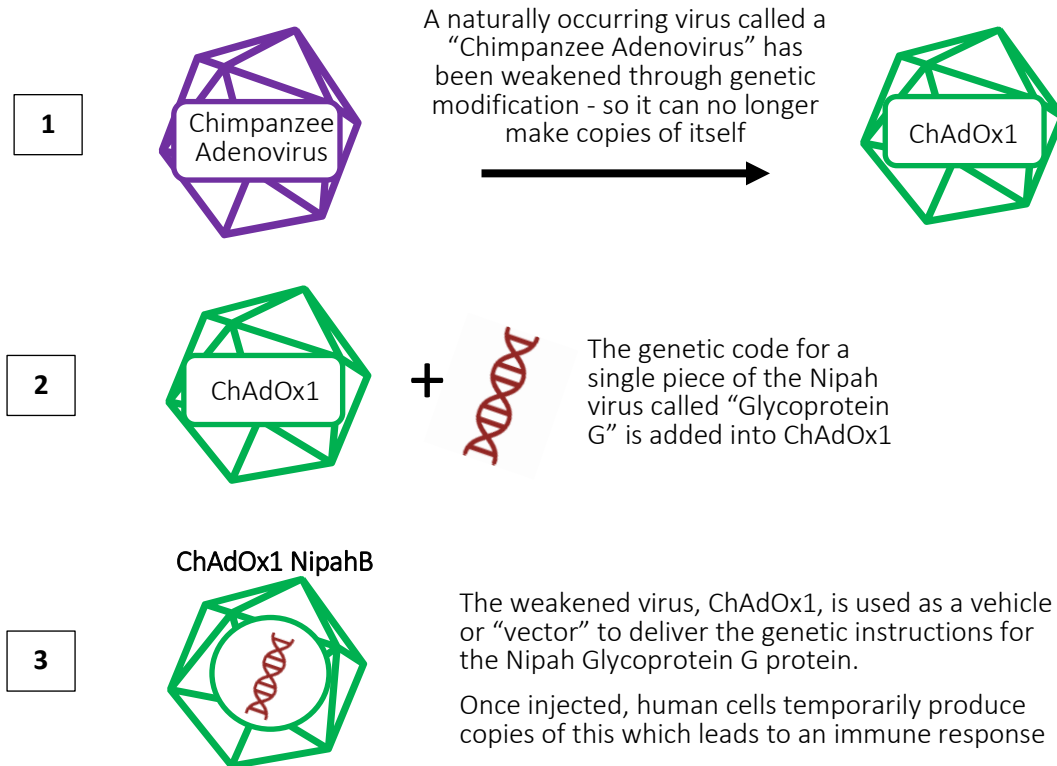 1
Chimpanzee
Adenovirus
A naturally occurring virus called a
“Chimpanzee Adenovirus” has
been weakened through genetic
modification - so it can no longer
make copies of itself
ChAdOx1
2
ChAdOx1
+
The genetic code for a
single piece of the Nipah
virus called “Glycoprotein
G” is added into ChAdOx1
3
ChAdOx1 NipahB
The weakened virus, ChAdOx1, is used as a vehicle
or “vector” to deliver the genetic instructions for
the Nipah Glycoprotein G protein.
Once injected, human cells temporarily produce
copies of this which leads to an immune response